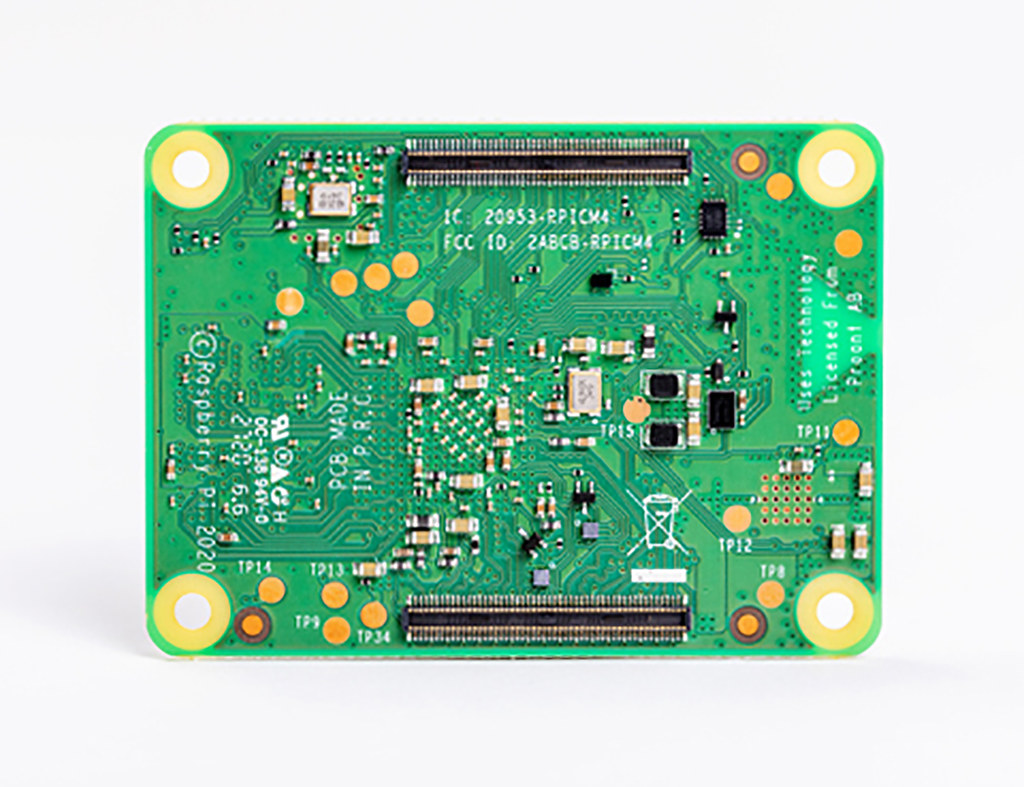 IC: 20953-RPICM4
FCC ID: 2ABCB-RPICM4
Uses Technology
Licensed From
Proant AB
© Raspberry Pi 2020
PCB MADE
IN P.R.C.
TP15
TP11
TP12
TP14
TP13
TP8
TP9
TP34